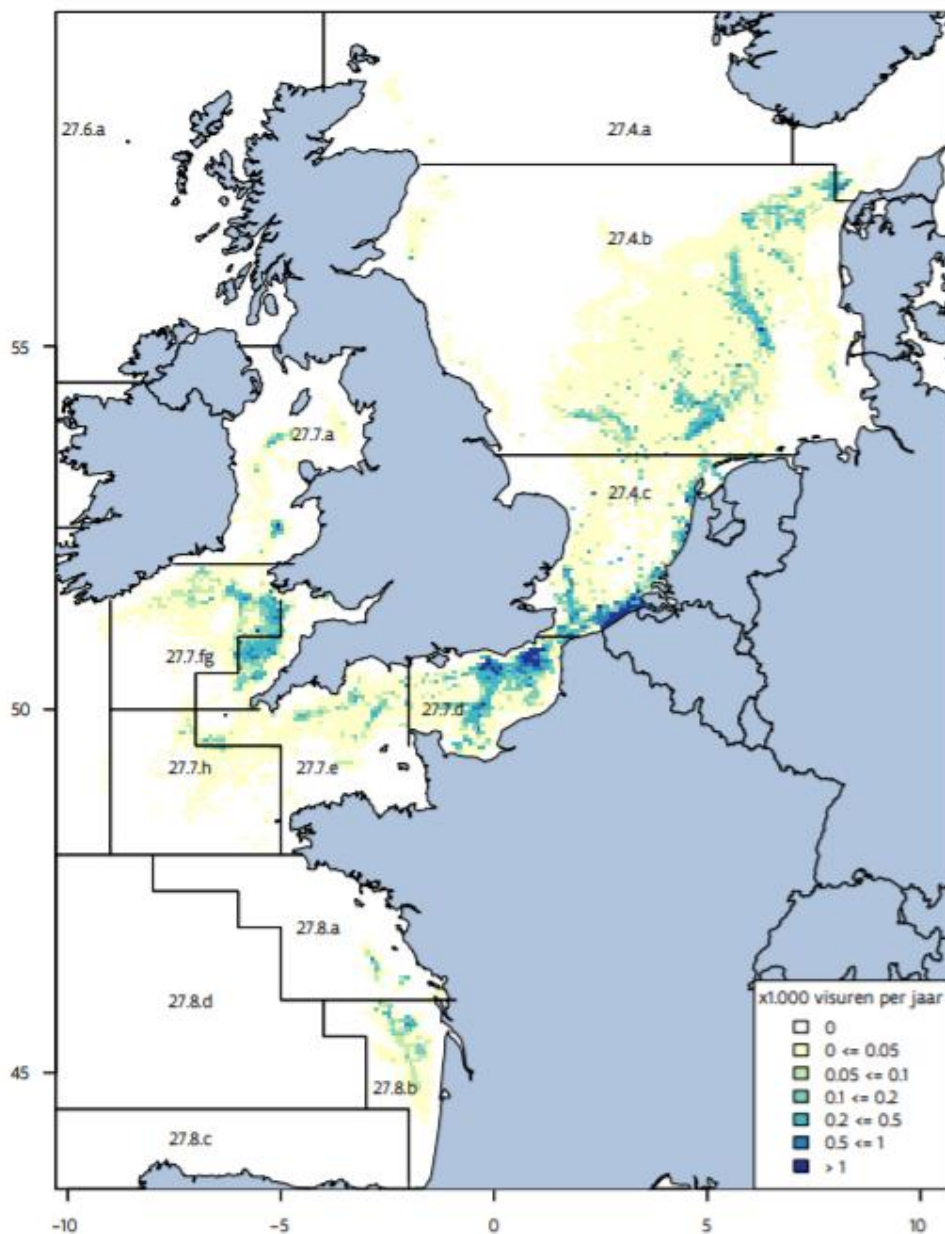 27.6.a
27.4.a
27.4.b
55
27.7.a
27.4.c
27.7.fg
50
27.7.d
27.7.h
27.7.e
27.8.a
27.8.d
x1.000 visuren per jaar
0
0 <= 0.05
0.05 <= 0.1
0.1 <= 0.2
0.2 <= 0.5
0.5 <= 1
> 1
45
27.8.b
27.8.c
-10
-5
0
5
10